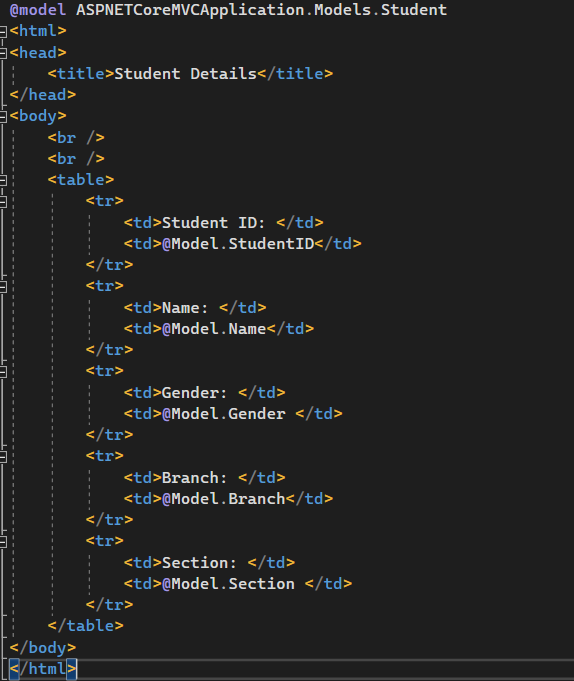 @model ASPNETCoreMVCApplication.Models.Student
<html>
<head>
    <title>Student Details</title>
</head>
<body>
    <br />
    <br />
    <table>
        <tr>
            <td>Student ID: </td>
            <td>@Model.StudentID</td>
        </tr>
        <tr>
            <td>Name: </td>
            <td>@Model.Name</td>
        </tr>
        <tr>
            <td>Gender: </td>
            <td>@Model.Gender </td>
        </tr>
        <tr>
            <td>Branch: </td>
            <td>@Model.Branch</td>
        </tr>
        <tr>
            <td>Section: </td>
            <td>@Model.Section </td>
        </tr>
    </table>
</body>
</html>